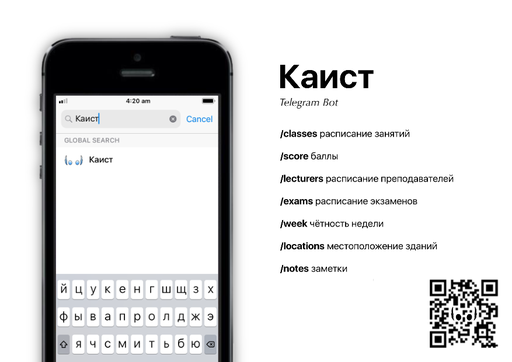 4:20 am
Каист
Cancel
GLOBAL SEARCH
Каист
й ц у к е н г ш щ з х
ф ы в а п р о л д ж э
я ч с м и т ь б ю
Каист
Telegram Bot
/classes расписание занятий
/score баллы
/lecturers расписание преподавателей
/exams расписание экзаменов
/week чётность недели
/locations местоположение зданий
/notes заметки